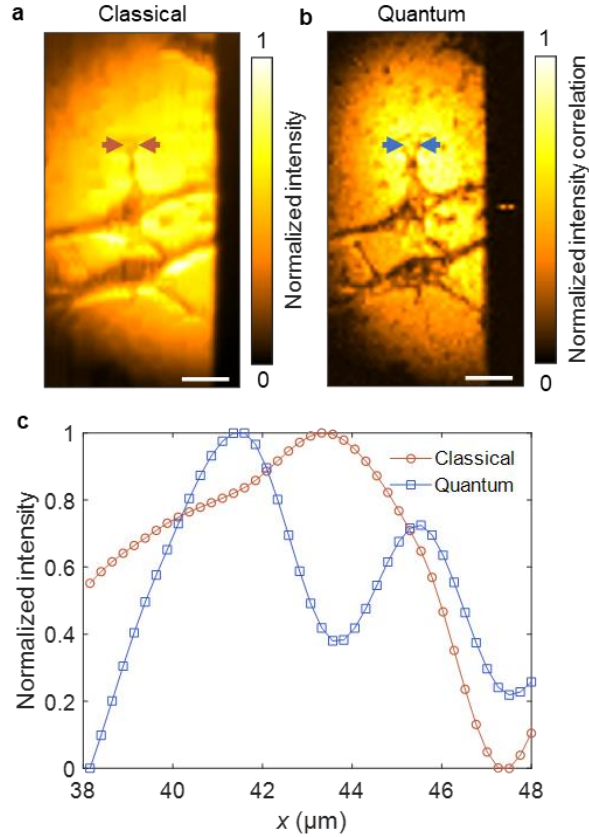 a
Classical
1
Normalized intensity
0
b
Quantum
1
Normalized intensity correlation
0
c
1
0.8
0.6
0.4
0.2
0
Normalized intensity
Classical
Quantum
38 40 42 44 46 48
x (µm)